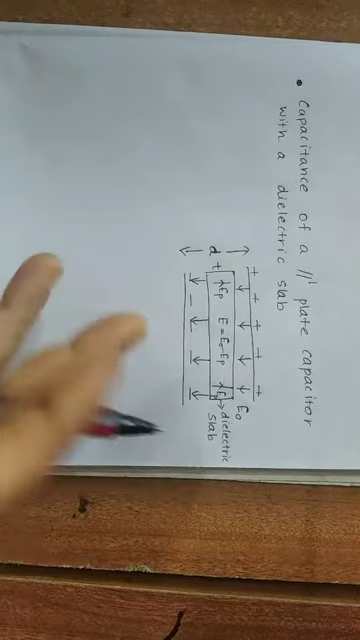 • Capacitance of a ||ˡ plate capacitor
with a dielectric slab
+ + + + +
E₀
d t Ep E = E₀-Ep
dielectric
slab